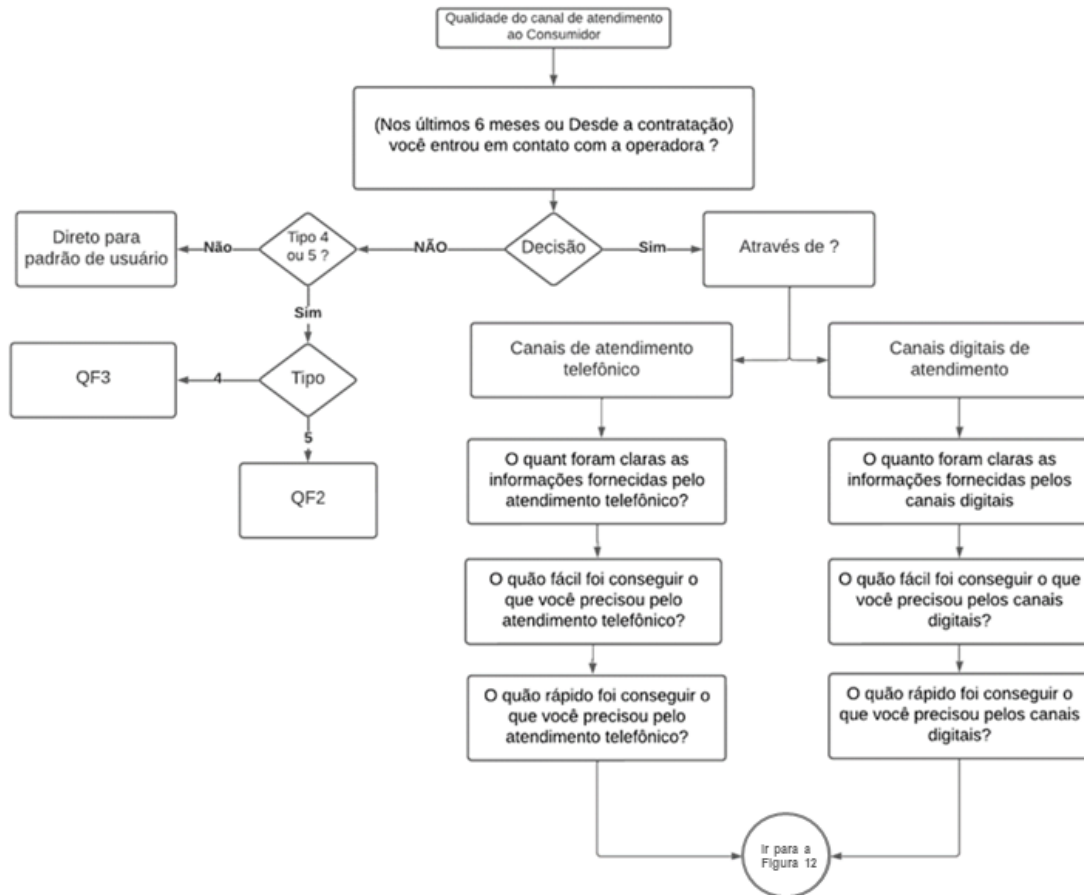 Qualidade do canal de atendimento
ao Consumidor
(Nos últimos 6 meses ou Desde a contratação)
você entrou em contato com a operadora ?
Direto para
padrão de usuário
Não
Tipo 4
ou 5 ?
NÃO
Decisão
Sim
Através de ?
Sim
QF3
4
Tipo
5
QF2
Canais de atendimento
telefônico
Canais digitais de
atendimento
O quant foram claras as
informações fornecidas pelo
atendimento telefônico?
O quanto foram claras as
informações fornecidas pelos
canais digitais
O quão fácil foi conseguir o
que você precisou pelo
atendimento telefônico?
O quão fácil foi conseguir o que
você precisou pelos canais
digitais?
O quão rápido foi conseguir o
que você precisou pelo
atendimento telefônico?
O quão rápido foi conseguir o
que você precisou pelos canais
digitais?
Ir para a
Figura 12